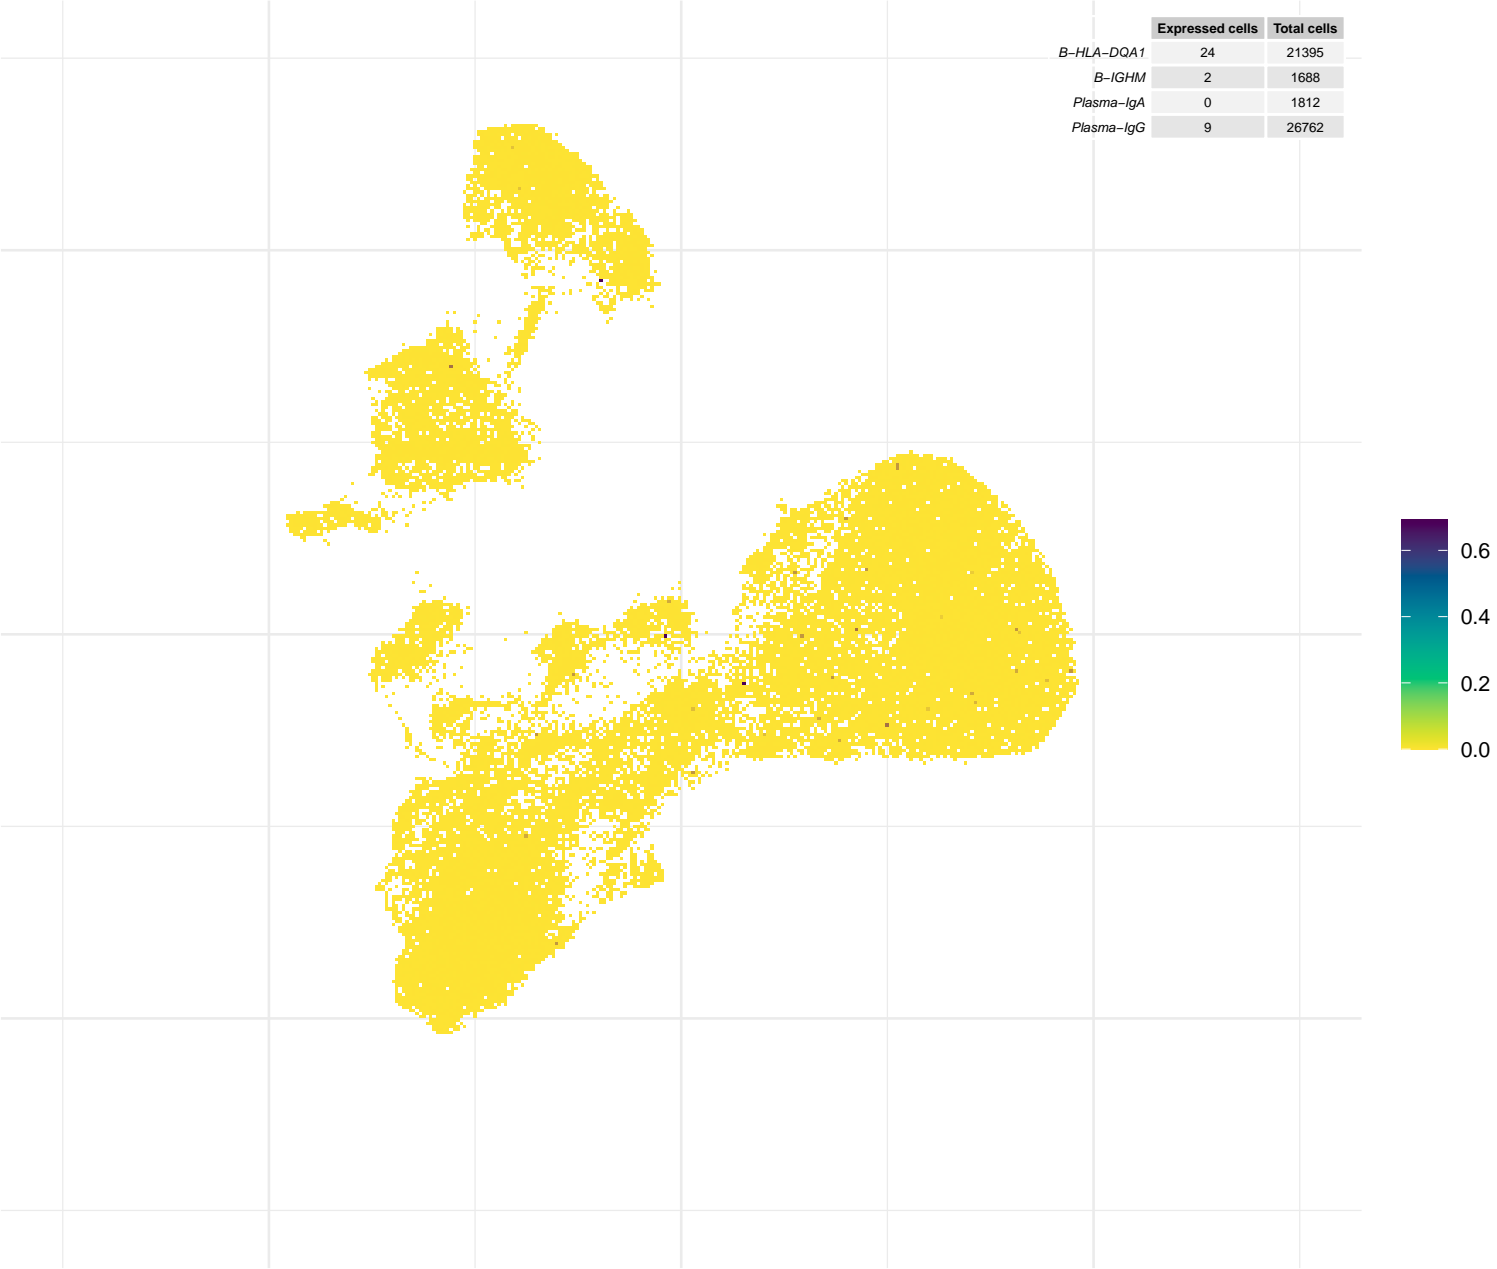 Expressed cells Total cells
B−HLA−DQA1 24 21395
B−IGHM 2 1688
Plasma−IgA 0 1812
Plasma−IgG 9 26762
0.6
0.4
0.2
0.0